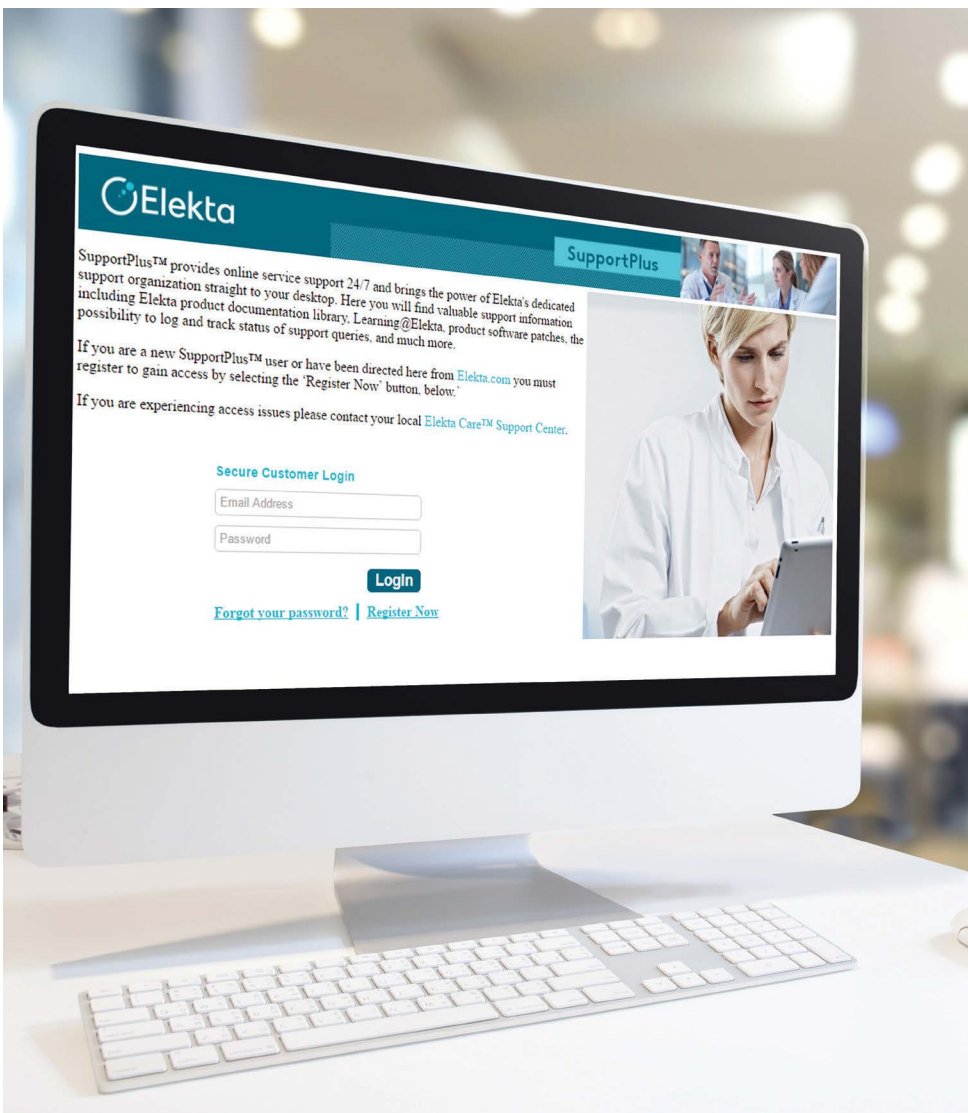 Elekta
SupportPlus
SupportPlus™ provides online service support 24/7 and brings the power of Elekta's dedicated
support organization straight to your desktop. Here you will find valuable support information
including Elekta product documentation library, Learning@Elekta, product software patches, the
possibility to log and track status of support queries, and much more.
If you are a new SupportPlus™ user or have been directed here from Elekta.com you must
register to gain access by selecting the 'Register Now' button, below.'
If you are experiencing access issues please contact your local Elekta Care™ Support Center.
Secure Customer Login
Email Address
Password
LogIn
Forgot your password? | Register Now